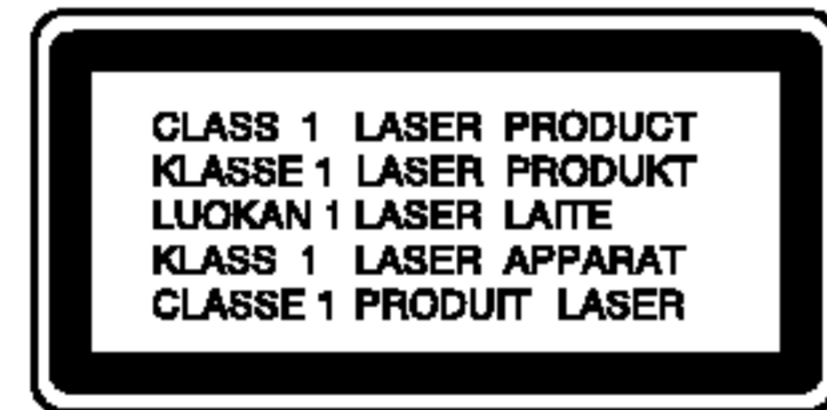 CLASS 1 LASER PRODUCT
KLASSE 1 LASER PRODUKT
LUOKAN 1 LASER LAITE
KLASS 1 LASER APPARAT
CLASSE 1 PRODUIT LASER